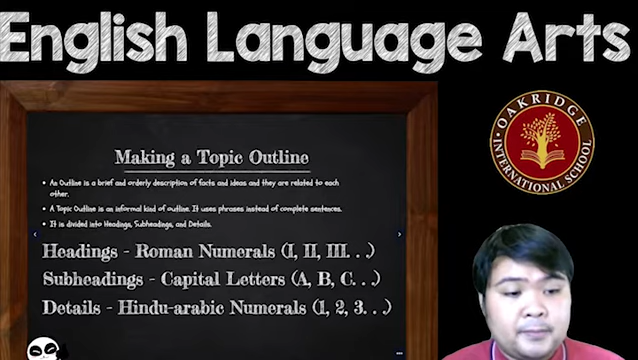 English Language Arts
OAKRIDGE
INTERNATIONAL SCHOOL
Making a Topic Outline
• An Outline is a brief and orderly description of facts and ideas and they are related to each
other.
• A Topic Outline is an informal kind of outline. It uses phrases instead of complete sentences.
• It is divided into Headings, Subheadings, and Details.
Headings - Roman Numerals (I, II, III. . .)
Subheadings - Capital Letters (A, B, C. . .)
Details - Hindu-arabic Numerals (1, 2, 3. . .)